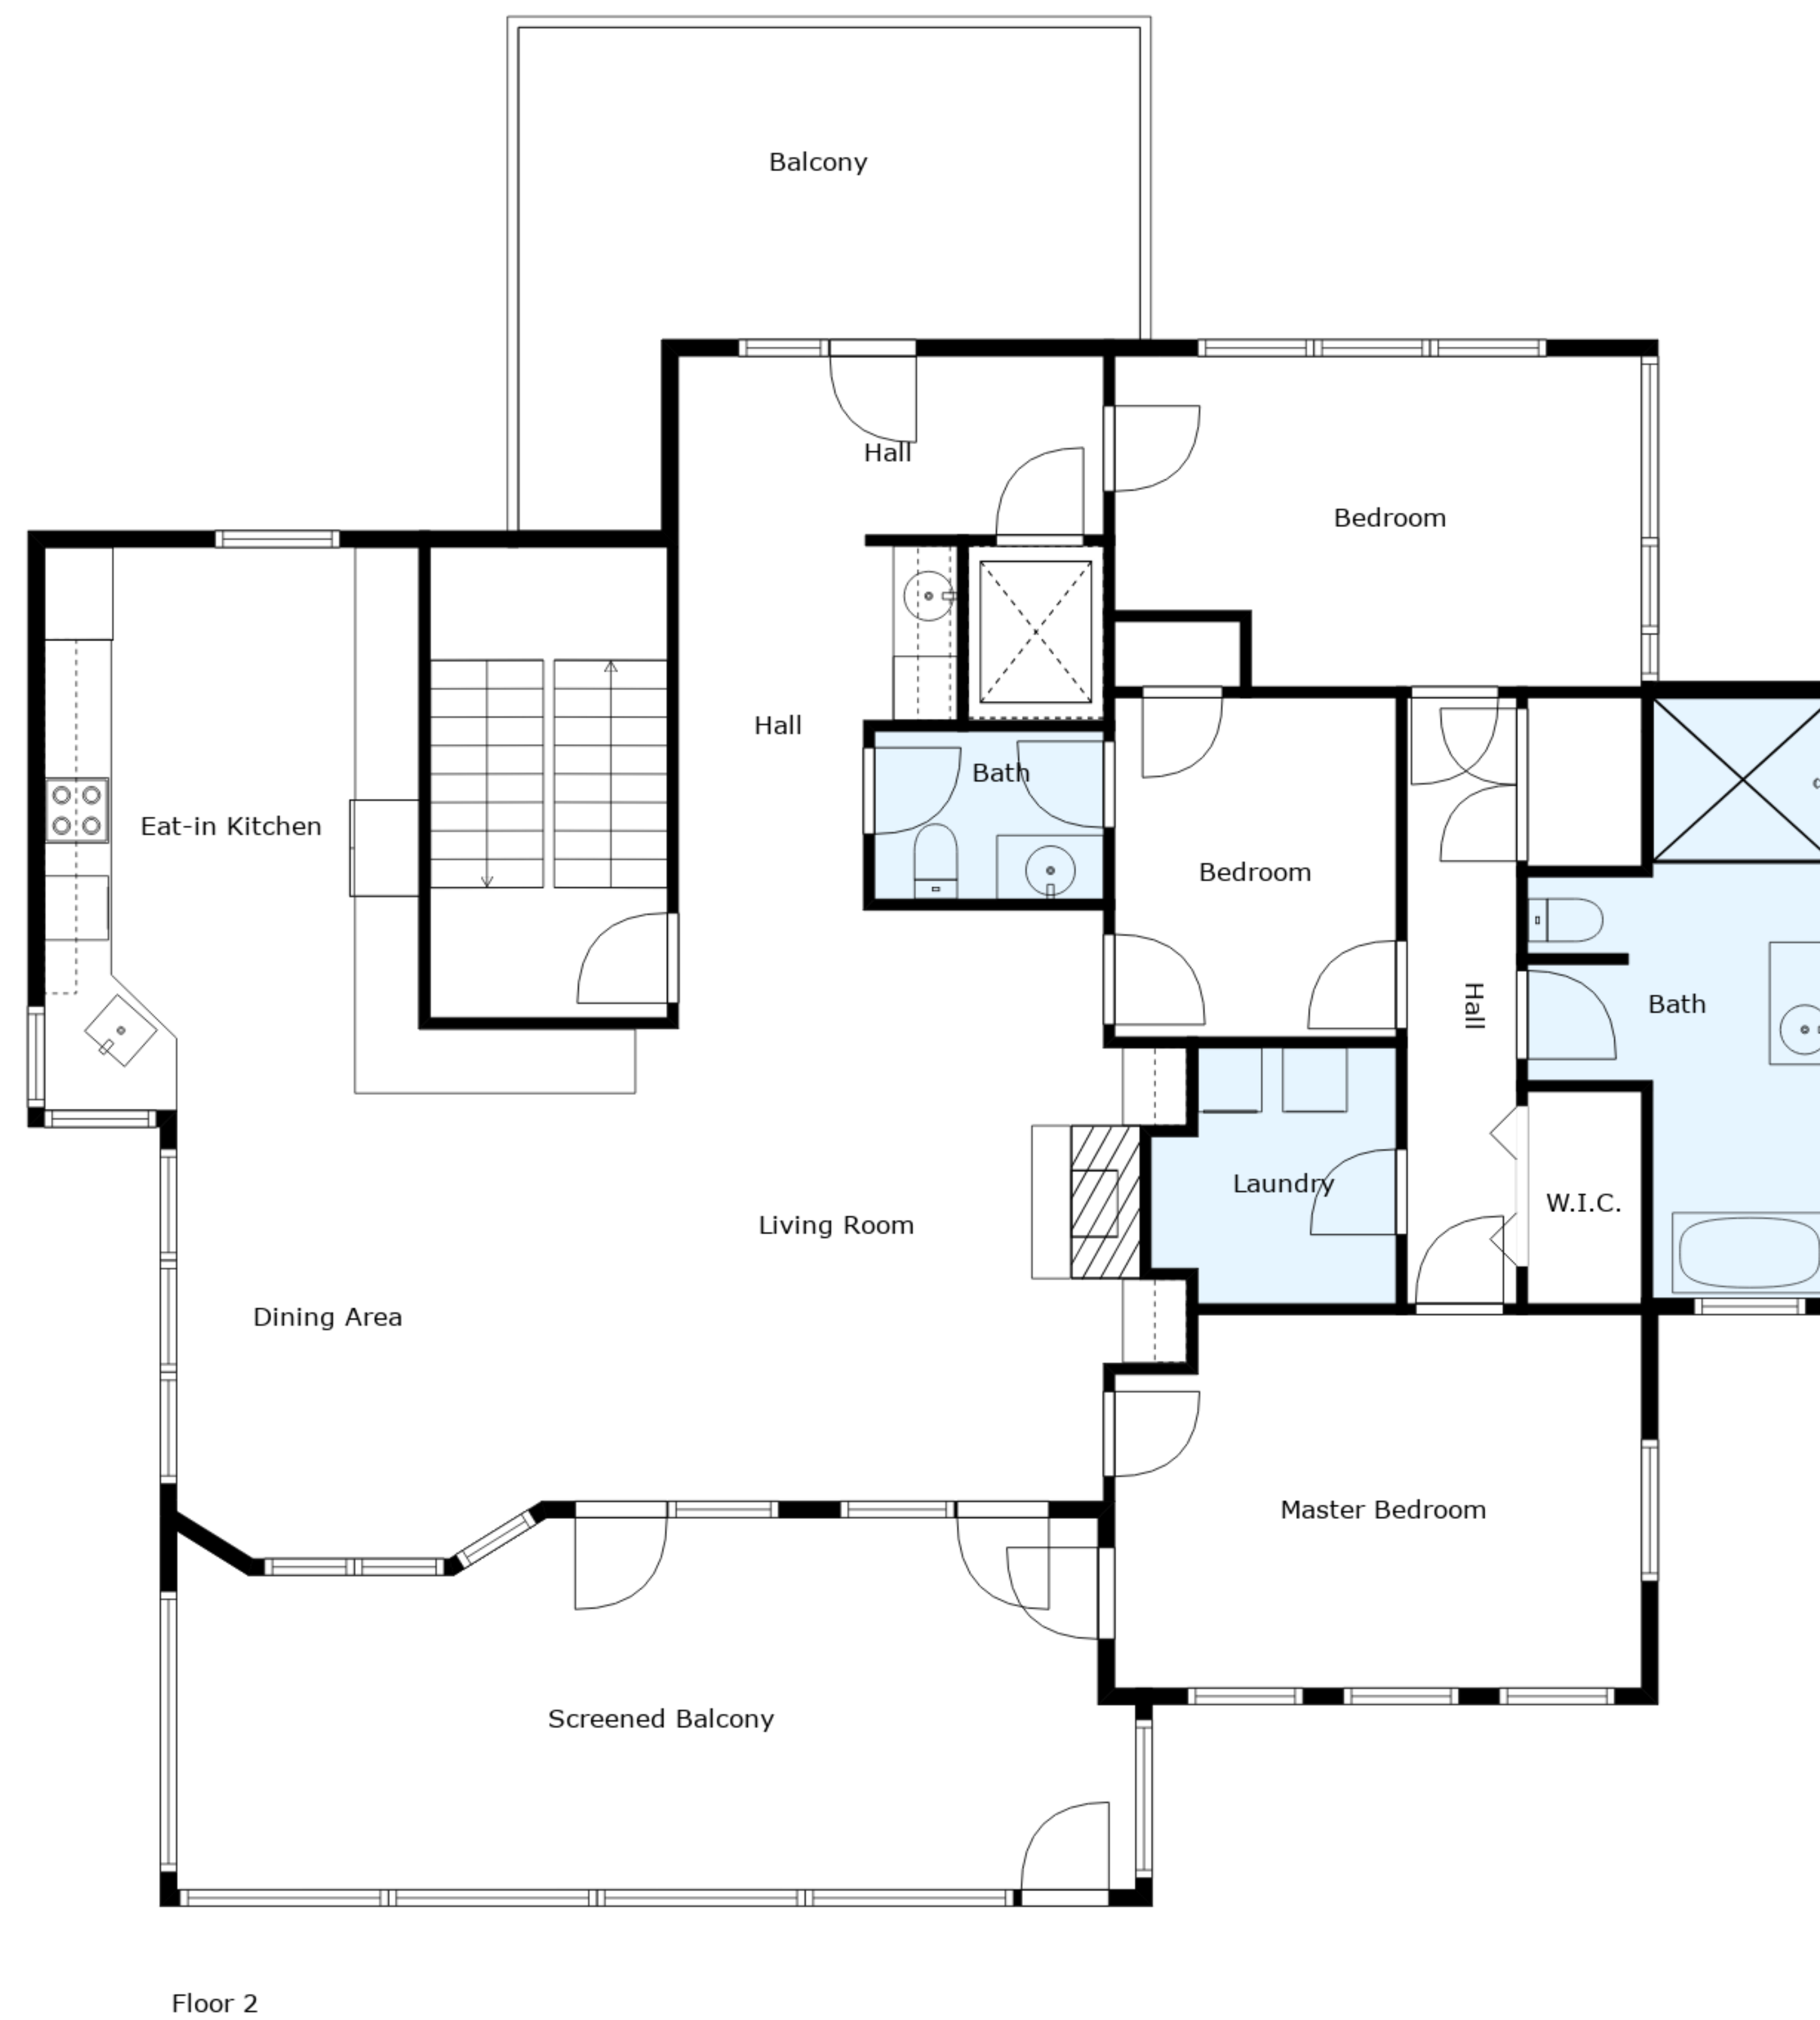 Balcony
Hall
Bedroom
Hall
Bath
Eat-in Kitchen
Bedroom
Hall
Bath
Laundry
W.I.C.
Living Room
Dining Area
Master Bedroom
Screened Balcony
Floor 2